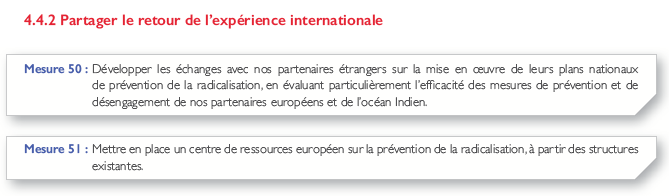 4.4.2 Partager le retour de l’expérience internationale
Mesure 50 : Développer les échanges avec nos partenaires étrangers sur la mise en œuvre de leurs plans nationaux
de prévention de la radicalisation, en évaluant particulièrement l’efficacité des mesures de prévention et de
désengagement de nos partenaires européens et de l’océan Indien.
Mesure 51 : Mettre en place un centre de ressources européen sur la prévention de la radicalisation, à partir des structures
existantes.